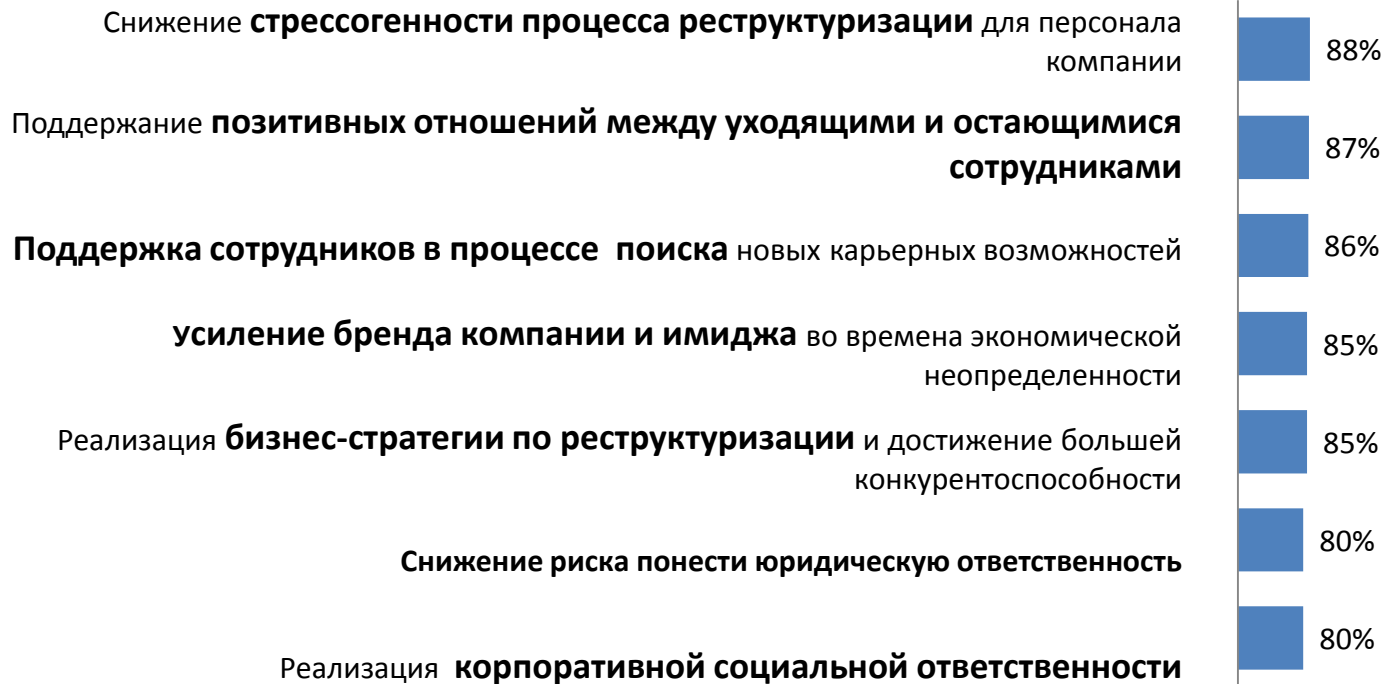 Снижение стрессогенности процесса реструктуризации для персонала
компании
88%
Поддержание позитивных отношений между уходящими и остающимися
сотрудниками
87%
Поддержка сотрудников в процессе поиска новых карьерных возможностей
86%
Усиление бренда компании и имиджа во времена экономической
неопределенности
85%
Реализация бизнес-стратегии по реструктуризации и достижение большей
конкурентоспособности
85%
Снижение риска понести юридическую ответственность
80%
Реализация корпоративной социальной ответственности
80%